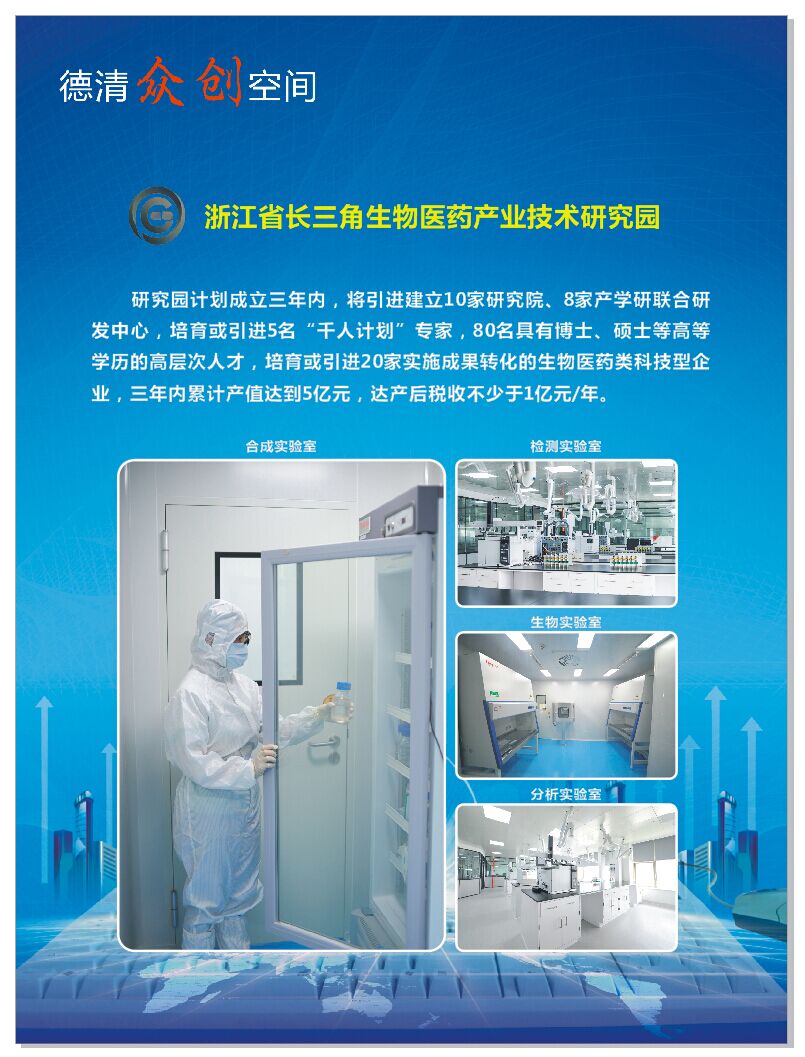 德清众创空间
浙江省长三角生物医药产业技术研究园
研究园计划成立三年内，将引进建立10家研究院、8家产学研联合研
发中心，培育或引进5名“千人计划”专家，80名具有博士、硕士等高等
学历的高层次人才，培育或引进20家实施成果转化的生物医药类科技型企
业，三年内累计产值达到5亿元，达产后税收不少于1亿元/年。
合成实验室
检测实验室
生物实验室
分析实验室